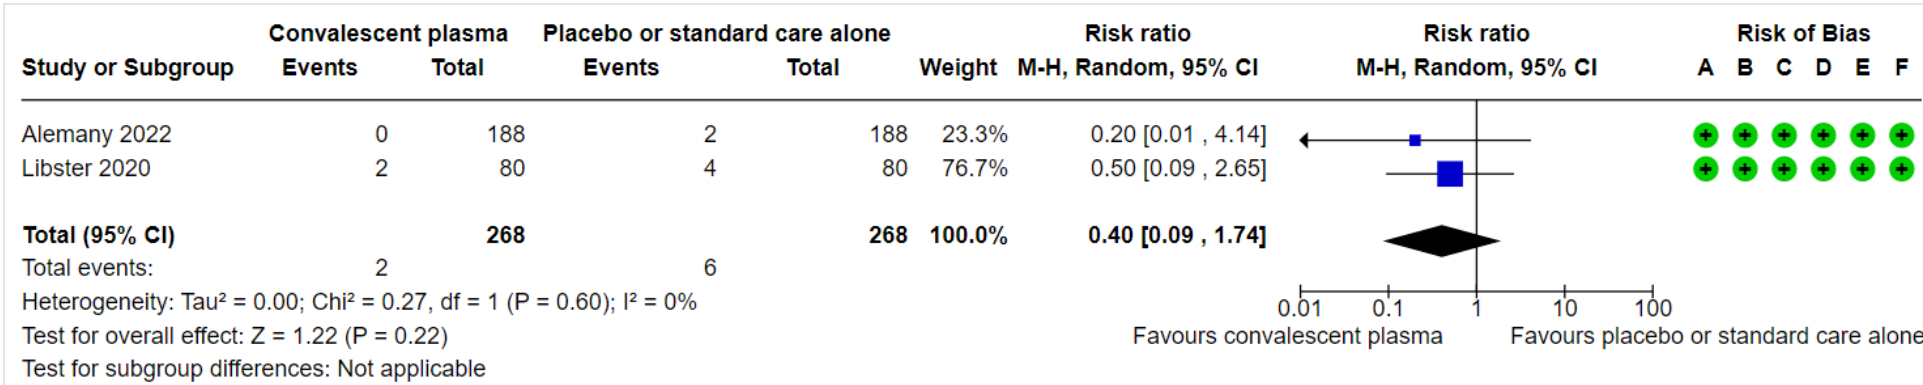 Convalescent plasma Placebo or standard care alone Risk ratio Risk ratio Risk of Bias
Study or Subgroup Events Total Events Total Weight M-H, Random, 95% CI M-H, Random, 95% CI A B C D E F
Alemany 2022 0 188 2 188 23.3% 0.20 [0.01 , 4.14] + + + + + +
Libster 2020 2 80 4 80 76.7% 0.50 [0.09 , 2.65] + + + + + +
Total (95% CI) 268 268 100.0% 0.40 [0.09 , 1.74]
Total events: 2 6
Heterogeneity: Tau² = 0.00; Chi² = 0.27, df = 1 (P = 0.60); I² = 0%
0.01 0.1 1 10 100
Test for overall effect: Z = 1.22 (P = 0.22) Favours convalescent plasma Favours placebo or standard care alone
Test for subgroup differences: Not applicable